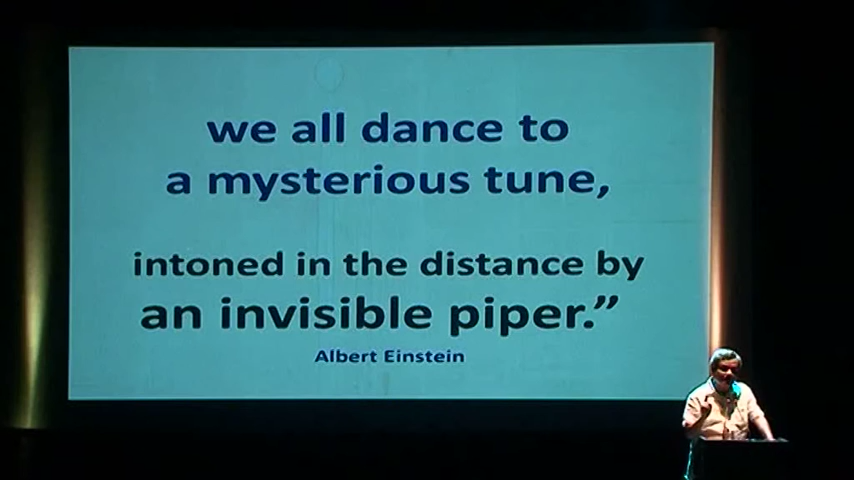 we all dance to
a mysterious tune,
intoned in the distance by
an invisible piper.”
Albert Einstein